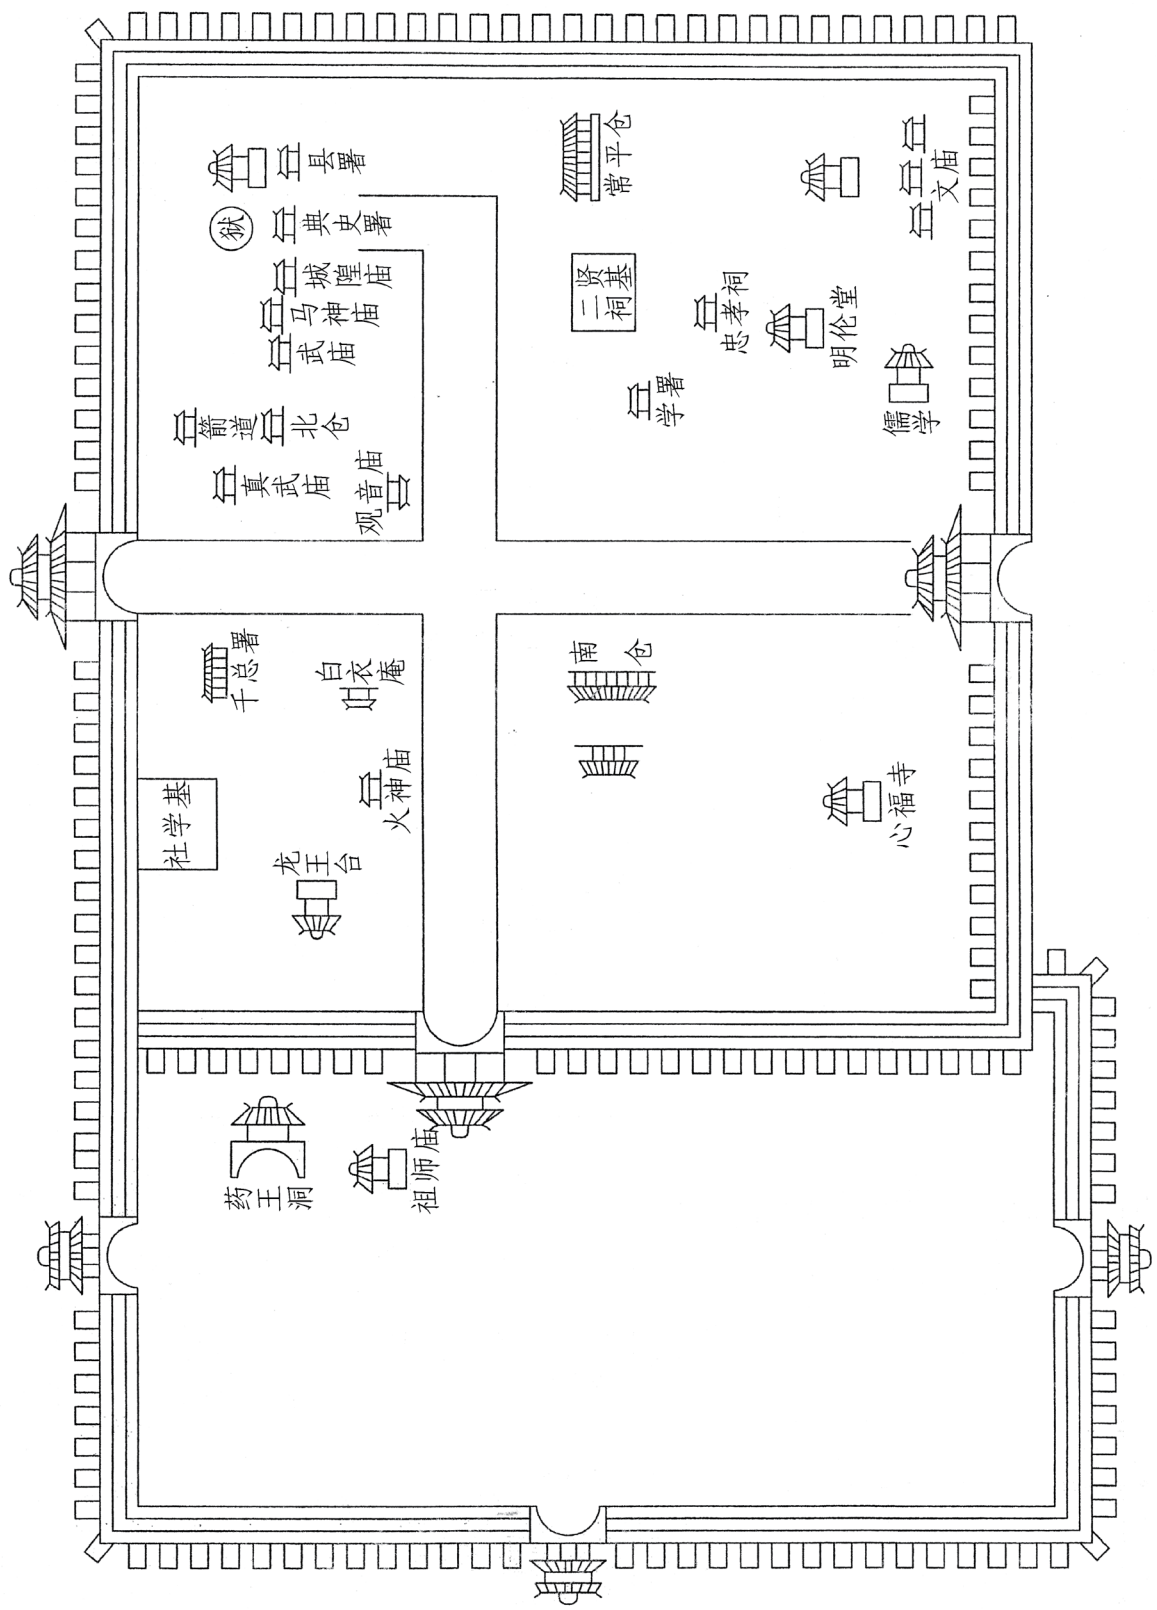 县署
狱
典史署
城隍庙
马神庙
武庙
箭道
北仓
真武庙
观音庙
常平仓
二贤
祠基
忠孝祠
学署
明伦堂
文庙
儒学
千总署
白衣庵
火神庙
社学基
龙王台
南仓
心福寺
药王洞
祖师庙